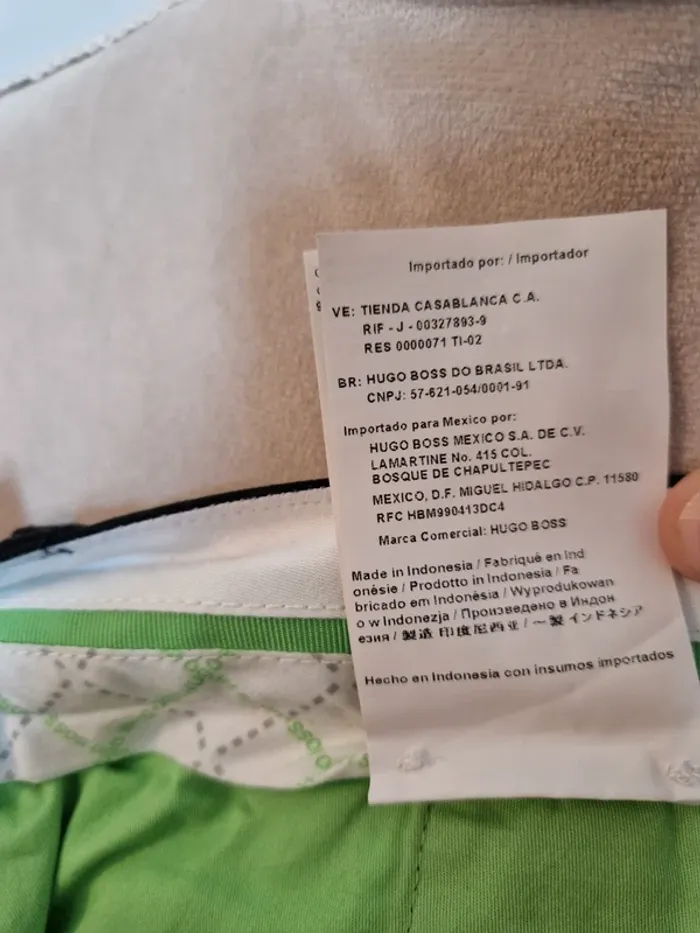 Importado por: / Importador
VE: TIENDA CASABLANCA C.A.
RIF - J - 00327893-9
RES 0000071 TI-02
BR: HUGO BOSS DO BRASIL LTDA.
CNPJ: 57-621-054/0001-91
Importado para Mexico por:
HUGO BOSS MEXICO S.A. DE C.V.
LAMARTINE No. 415 COL.
BOSQUE DE CHAPULTEPEC
MEXICO, D.F. MIGUEL HIDALGO C.P. 11580
RFC HBM990413DC4
Marca Comercial: HUGO BOSS
Made in Indonesia / Fabriqué en Ind
onésie / Prodotto in Indonesia / Fa
bricado em Indonésia / Wyprodukowan
o w Indonezja / Произведено в Индон
езия / 製造 印度尼西亚 / 一製 インドネシア
Hecho en Indonesia con insumos importados